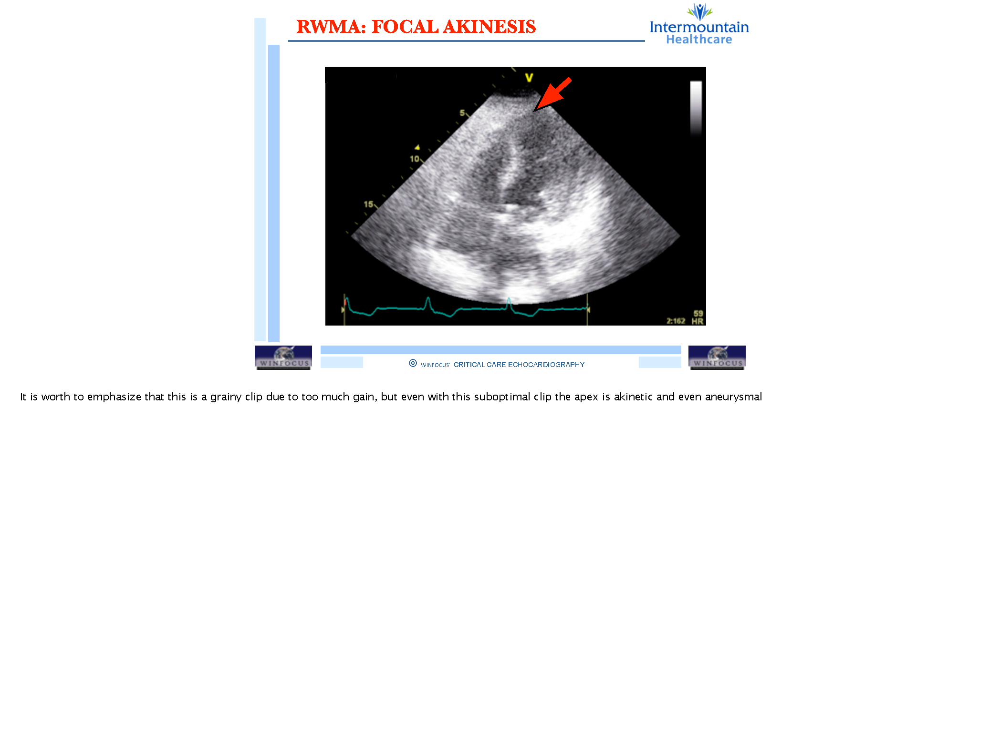 RWMA: FOCAL AKINESIS
Intermountain
Healthcare
V
5
10
15
59
2:162 HR
WINFOCUS
© WINFOCUS' CRITICAL CARE ECHOCARDIOGRAPHY
WINFOCUS
It is worth to emphasize that this is a grainy clip due to too much gain, but even with this suboptimal clip the apex is akinetic and even aneurysmal